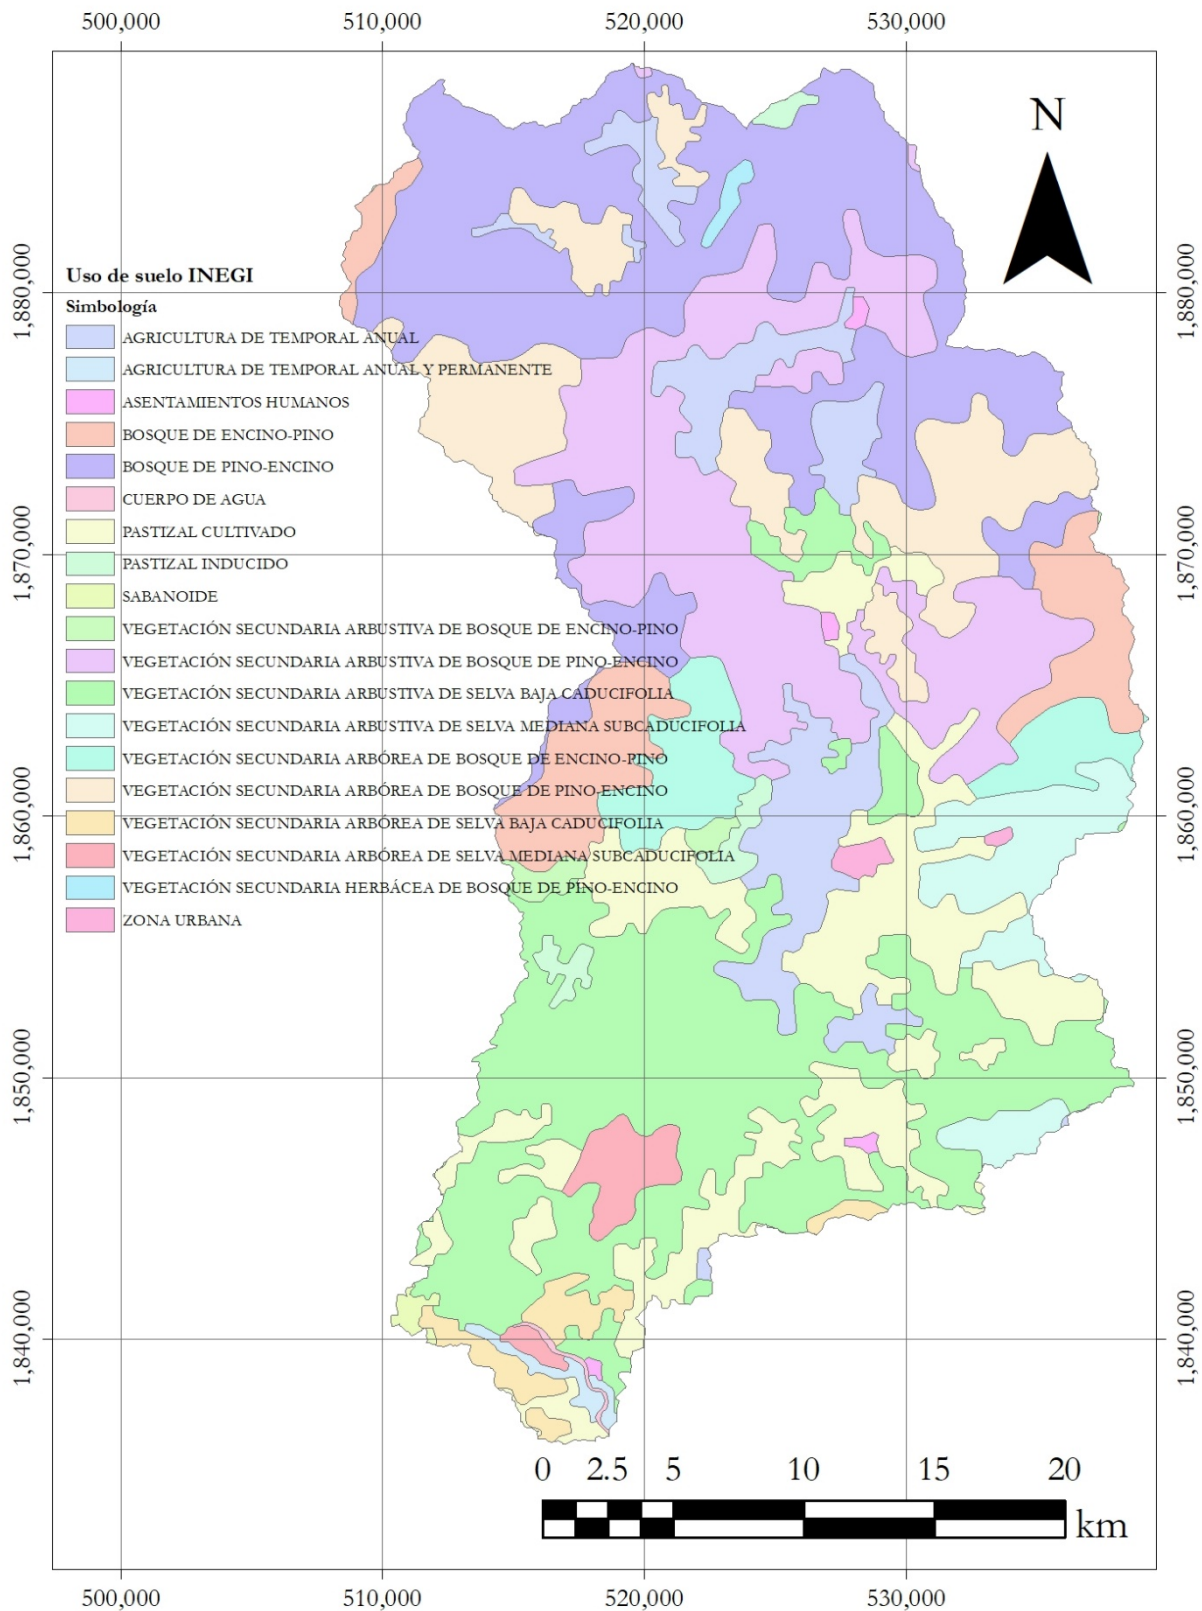 500,000 510,000 520,000 530,000
N
1,880,000 1,880,000
Uso de suelo INEGI
Simbología
AGRICULTURA DE TEMPORAL ANUAL
AGRICULTURA DE TEMPORAL ANUAL Y PERMANENTE
ASENTAMIENTOS HUMANOS
BOSQUE DE ENCINO-PINO
BOSQUE DE PINO-ENCINO
CUERPO DE AGUA
PASTIZAL CULTIVADO
1,870,000 1,870,000
PASTIZAL INDUCIDO
SABANOIDE
VEGETACIÓN SECUNDARIA ARBUSTIVA DE BOSQUE DE ENCINO-PINO
VEGETACIÓN SECUNDARIA ARBUSTIVA DE BOSQUE DE PINO-ENCINO
VEGETACIÓN SECUNDARIA ARBUSTIVA DE SELVA BAJA CADUCIFOLIA
VEGETACIÓN SECUNDARIA ARBUSTIVA DE SELVA MEDIANA SUBCADUCIFOLIA
VEGETACIÓN SECUNDARIA ARBÓREA DE BOSQUE DE ENCINO-PINO
VEGETACIÓN SECUNDARIA ARBÓREA DE BOSQUE DE PINO-ENCINO
1,860,000 1,860,000
VEGETACIÓN SECUNDARIA ARBÓREA DE SELVA BAJA CADUCIFOLIA
VEGETACIÓN SECUNDARIA ARBÓREA DE SELVA MEDIANA SUBCADUCIFOLIA
VEGETACIÓN SECUNDARIA HERBÁCEA DE BOSQUE DE PINO-ENCINO
ZONA URBANA
1,850,000 1,850,000
1,840,000 1,840,000
0 2.5 5 10 15 20
km
500,000 510,000 520,000 530,000